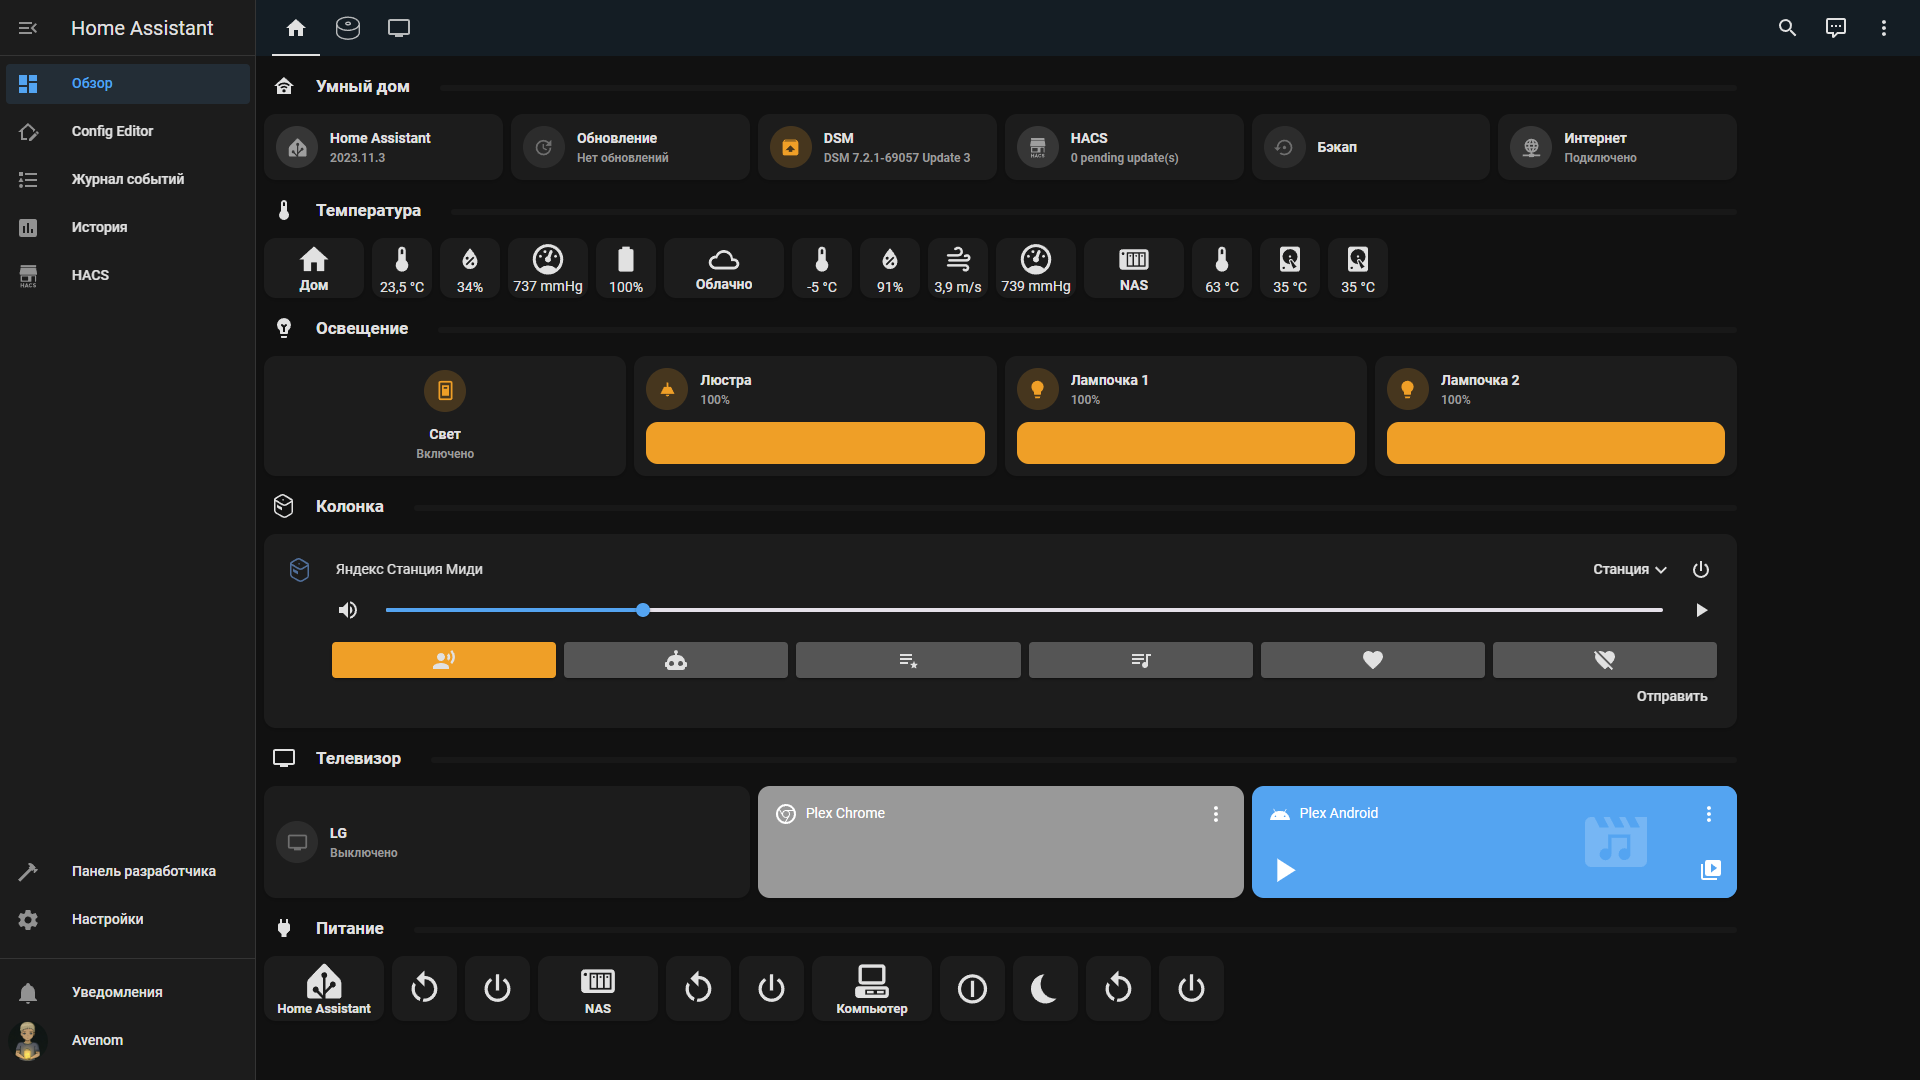 Home Assistant
Обзор
Config Editor
Журнал событий
История
HACS
HACS
Панель разработчика
Настройки
Уведомления
Avenom
Умный дом
Home Assistant
2023.11.3
Обновление
Нет обновлений
DSM
DSM 7.2.1-69057 Update 3
HACS
HACS
0 pending update(s)
Бэкап
Интернет
Подключено
Температура
Дом
23,5 °C
34%
737 mmHg
100%
Облачно
-5 °C
91%
3,9 m/s
739 mmHg
NAS
63 °C
35 °C
35 °C
Освещение
Свет
Включено
Люстра
100%
Лампочка 1
100%
Лампочка 2
100%
Колонка
Яндекс Станция Миди
Станция
Отправить
Телевизор
LG
Выключено
Plex Chrome
Plex Android
Питание
Home Assistant
NAS
Компьютер